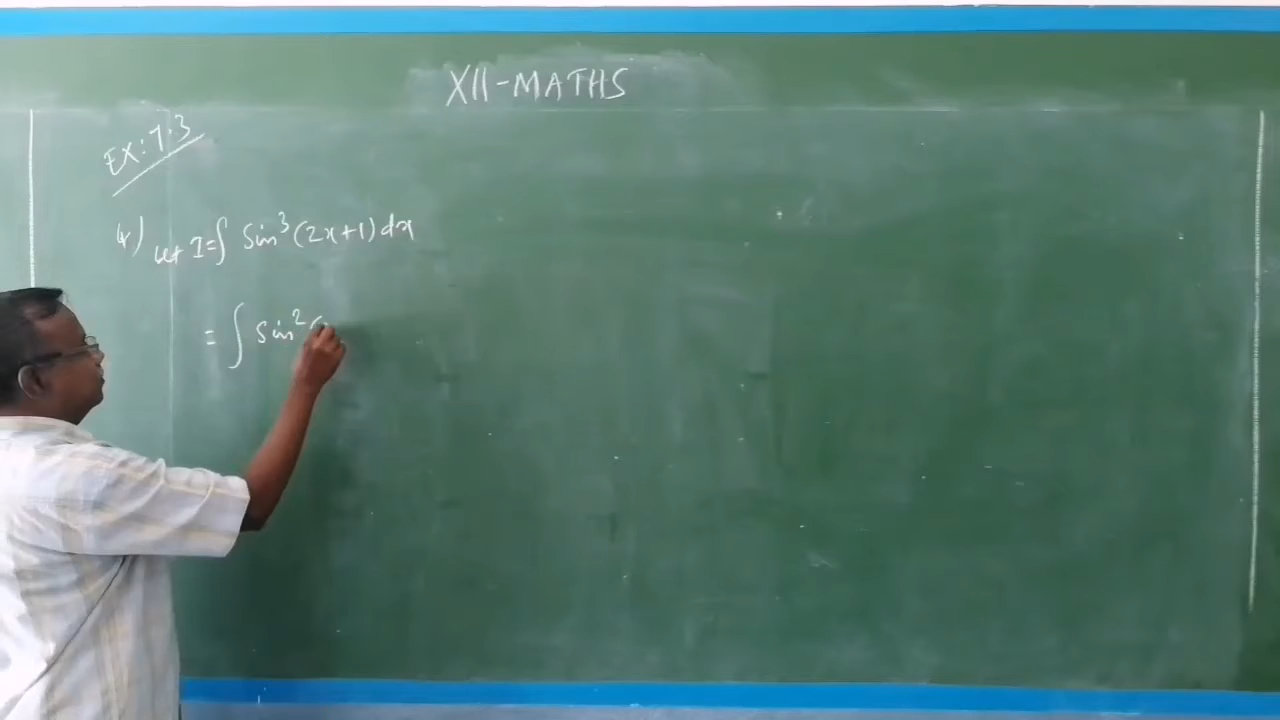 XII-MATHS
EX: 7.3
4) Let I = ∫ Sin³ (2x+1) dx
= ∫ Sin² (